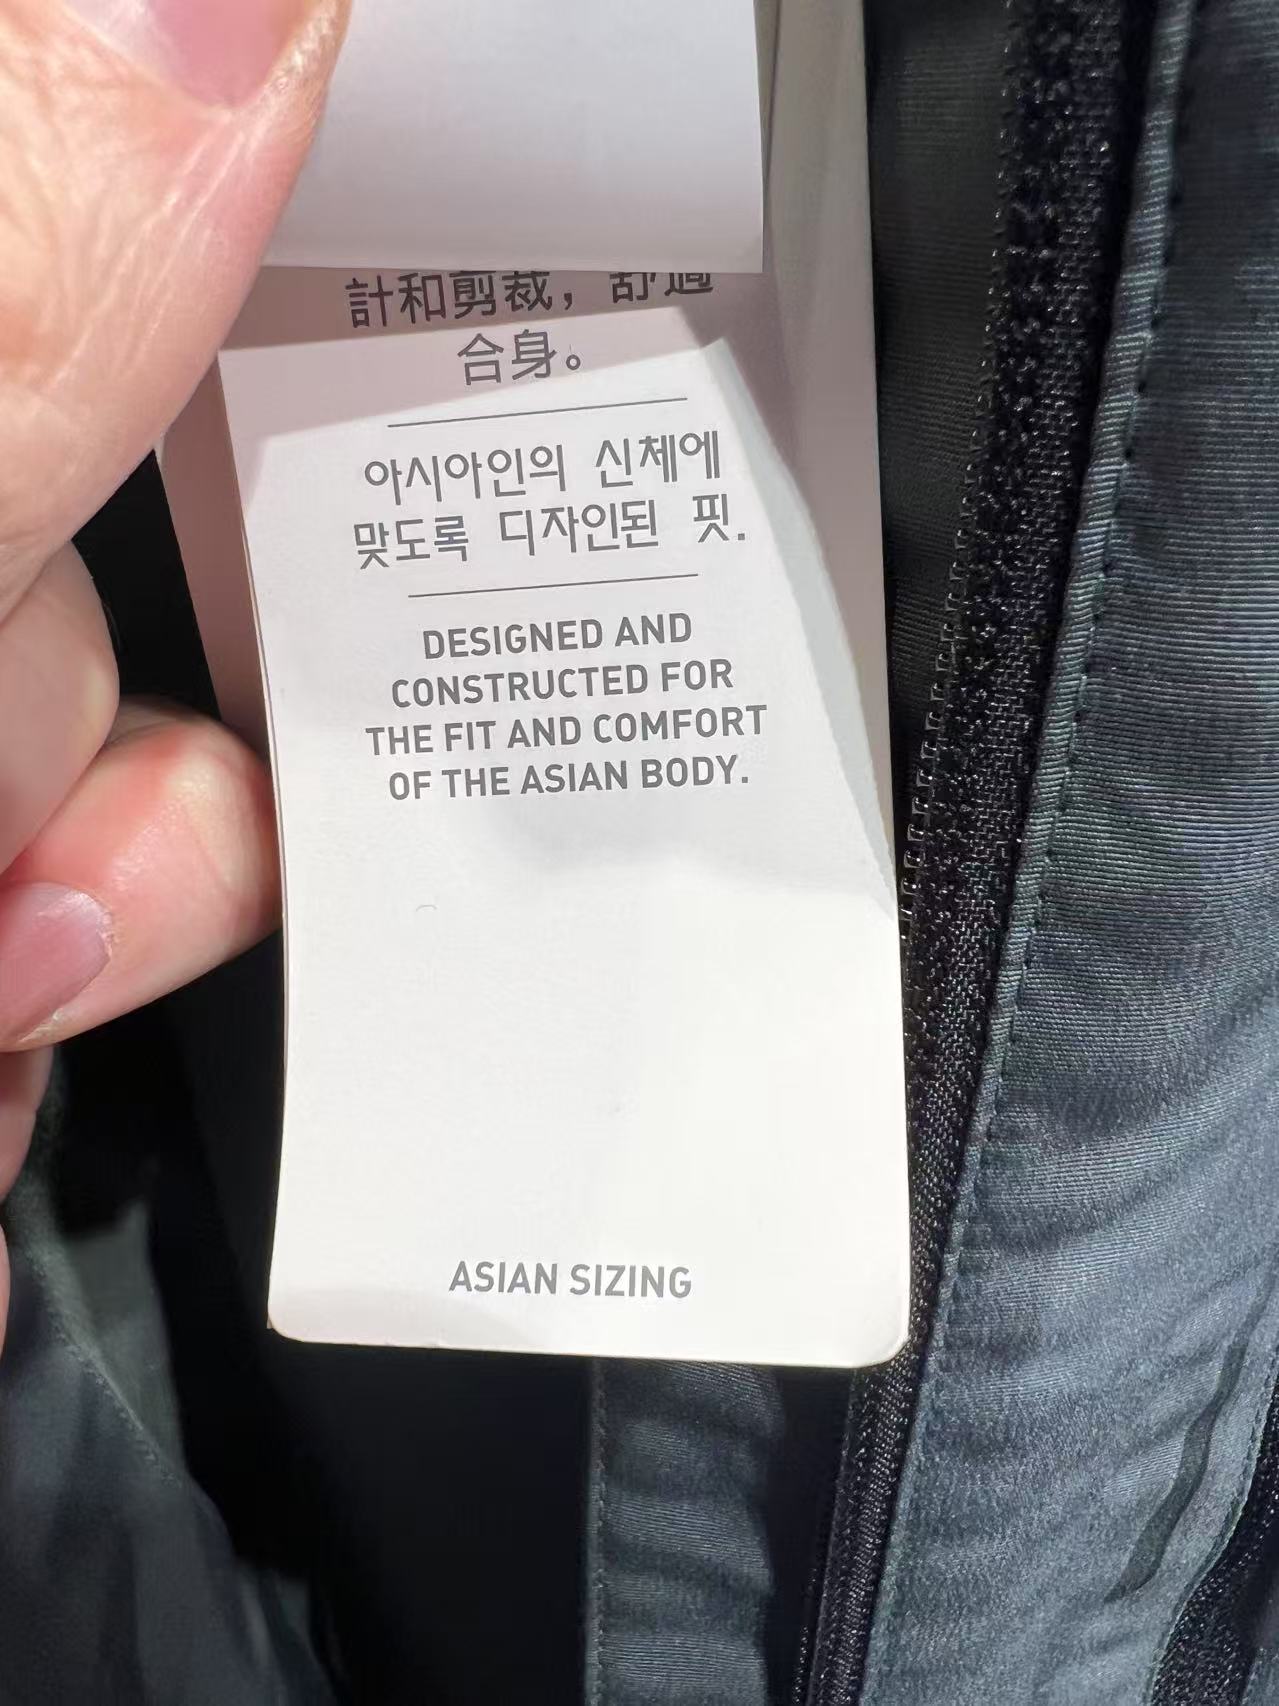 計和剪裁，舒適
合身。
아시아인의 신체에
맞도록 디자인된 핏.
DESIGNED AND
CONSTRUCTED FOR
THE FIT AND COMFORT
OF THE ASIAN BODY.
ASIAN SIZING